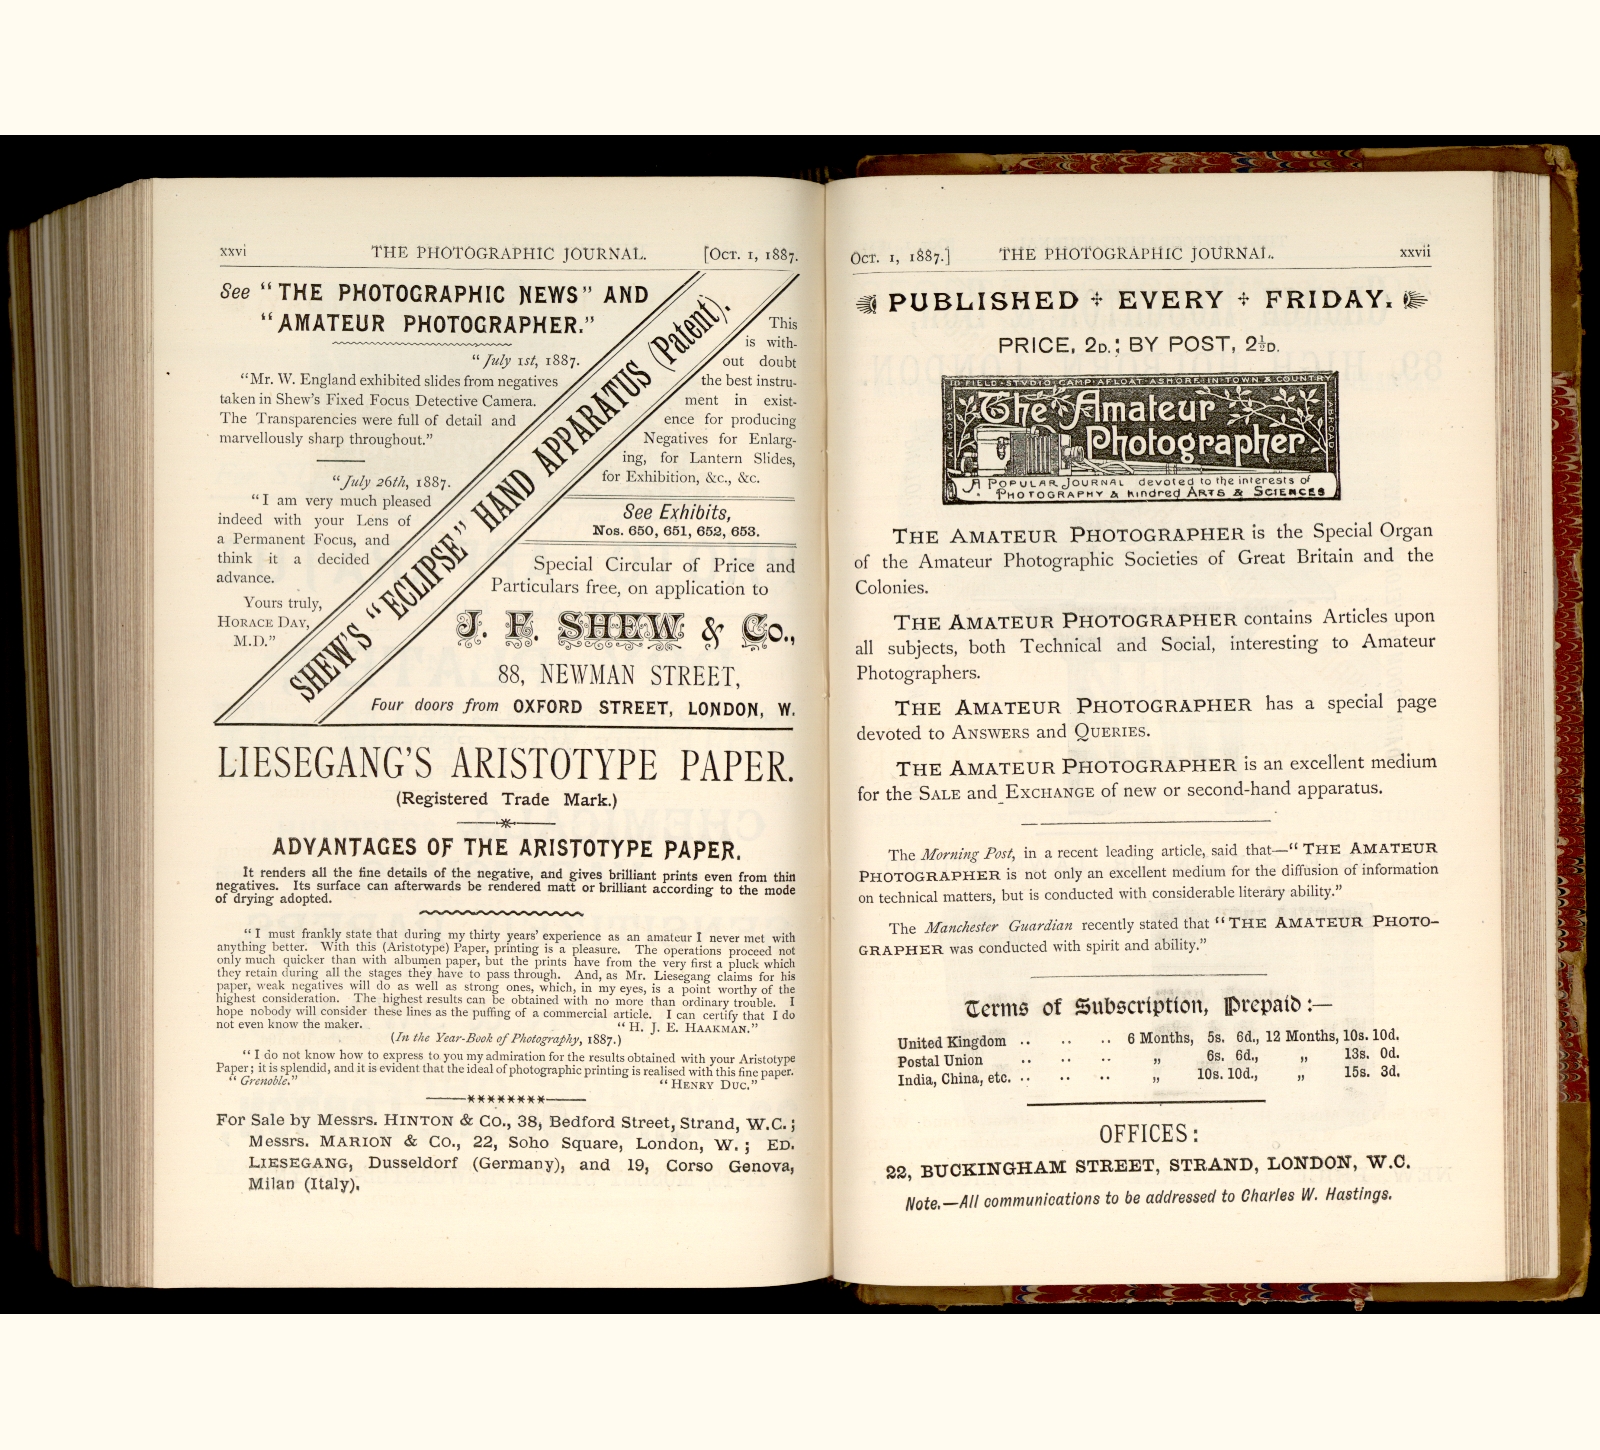 xxvi THE PHOTOGRAPHIC JOURNAL. [Oct. 1, 1887.
See “THE PHOTOGRAPHIC NEWS” AND
“AMATEUR PHOTOGRAPHER.”
“July 1st, 1887.
“Mr. W. England exhibited slides from negatives
taken in Shew’s Fixed Focus Detective Camera.
The Transparencies were full of detail and
marvellously sharp throughout.”
“July 26th, 1887.
“I am very much pleased
indeed with your Lens of
a Permanent Focus, and
think it a decided
advance.
Yours truly,
HORACE DAY,
M.D.”
SHEW’S “ECLIPSE” HAND APPARATUS (Patent).
This
is with-
out doubt
the best instru-
ment in exist-
ence for producing
Negatives for Enlarg-
ing, for Lantern Slides,
for Exhibition, &c., &c.
See Exhibits,
Nos. 650, 651, 652, 653.
Special Circular of Price and
Particulars free, on application to
J. F. SHEW & Co.,
88, NEWMAN STREET,
Four doors from OXFORD STREET, LONDON, W.
LIESEGANG’S ARISTOTYPE PAPER.
(Registered Trade Mark.)
ADVANTAGES OF THE ARISTOTYPE PAPER.
It renders all the fine details of the negative, and gives brilliant prints even from thin
negatives. Its surface can afterwards be rendered matt or brilliant according to the mode
of drying adopted.
“I must frankly state that during my thirty years’ experience as an amateur I never met with
anything better. With this (Aristotype) Paper, printing is a pleasure. The operations proceed not
only much quicker than with albumen paper, but the prints have from the very first a pluck which
they retain during all the stages they have to pass through. And, as Mr. Liesegang claims for his
paper, weak negatives will do as well as strong ones, which, in my eyes, is a point worthy of the
highest consideration. The highest results can be obtained with no more than ordinary trouble. I
hope nobody will consider these lines as the puffing of a commercial article. I can certify that I do
not even know the maker. “H. J. E. HAAKMAN.”
(In the Year-Book of Photography, 1887.)
“I do not know how to express to you my admiration for the results obtained with your Aristotype
Paper; it is splendid, and it is evident that the ideal of photographic printing is realised with this fine paper.
“Grenoble.” “HENRY DUC.”
For Sale by Messrs. HINTON & CO., 38, Bedford Street, Strand, W.C.;
Messrs. MARION & CO., 22, Soho Square, London, W.; ED.
LIESEGANG, Dusseldorf (Germany), and 19, Corso Genova,
Milan (Italy).
Oct. 1, 1887.] THE PHOTOGRAPHIC JOURNAL. xxvii
PUBLISHED EVERY FRIDAY.
PRICE, 2D.; BY POST, 2½D.
AT HOME IN FIELD·STVDIO·CAMP·AFLOAT·ASHORE·IN·TOWN & COUNTRY ABROAD
The Amateur
Photographer
A POPULAR JOURNAL devoted to the interests of
PHOTOGRAPHY & kindred ARTS & SCIENCES
THE AMATEUR PHOTOGRAPHER is the Special Organ
of the Amateur Photographic Societies of Great Britain and the
Colonies.
THE AMATEUR PHOTOGRAPHER contains Articles upon
all subjects, both Technical and Social, interesting to Amateur
Photographers.
THE AMATEUR PHOTOGRAPHER has a special page
devoted to ANSWERS and QUERIES.
THE AMATEUR PHOTOGRAPHER is an excellent medium
for the SALE and EXCHANGE of new or second-hand apparatus.
The Morning Post, in a recent leading article, said that—“THE AMATEUR
PHOTOGRAPHER is not only an excellent medium for the diffusion of information
on technical matters, but is conducted with considerable literary ability.”
The Manchester Guardian recently stated that “THE AMATEUR PHOTO-
GRAPHER was conducted with spirit and ability.”
Terms of Subscription, Prepaid:—
United Kingdom .. .. .. 6 Months, 5s. 6d., 12 Months, 10s. 10d.
Postal Union .. .. .. „ 6s. 6d., „ 13s. 0d.
India, China, etc. .. .. .. „ 10s. 10d., „ 15s. 3d.
OFFICES:
22, BUCKINGHAM STREET, STRAND, LONDON, W.C.
Note.—All communications to be addressed to Charles W. Hastings.